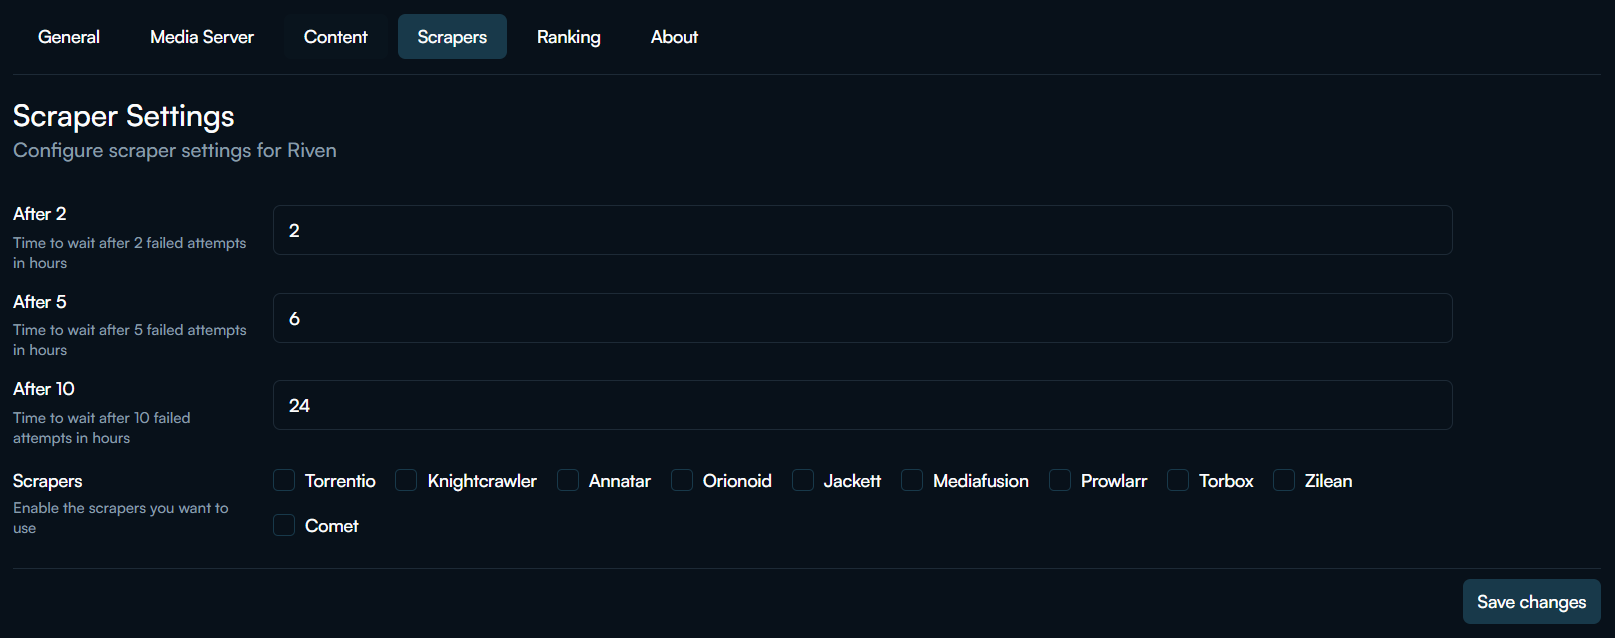 General Media Server Content Scrapers Ranking About
Scraper Settings
Configure scraper settings for Riven
After 2
Time to wait after 2 failed attempts
in hours
2
After 5
Time to wait after 5 failed attempts
in hours
6
After 10
Time to wait after 10 failed
attempts in hours
24
Scrapers
Enable the scrapers you want to
use
Torrentio Knightcrawler Annatar Orionoid Jackett Mediafusion Prowlarr Torbox Zilean
Comet
Save changes